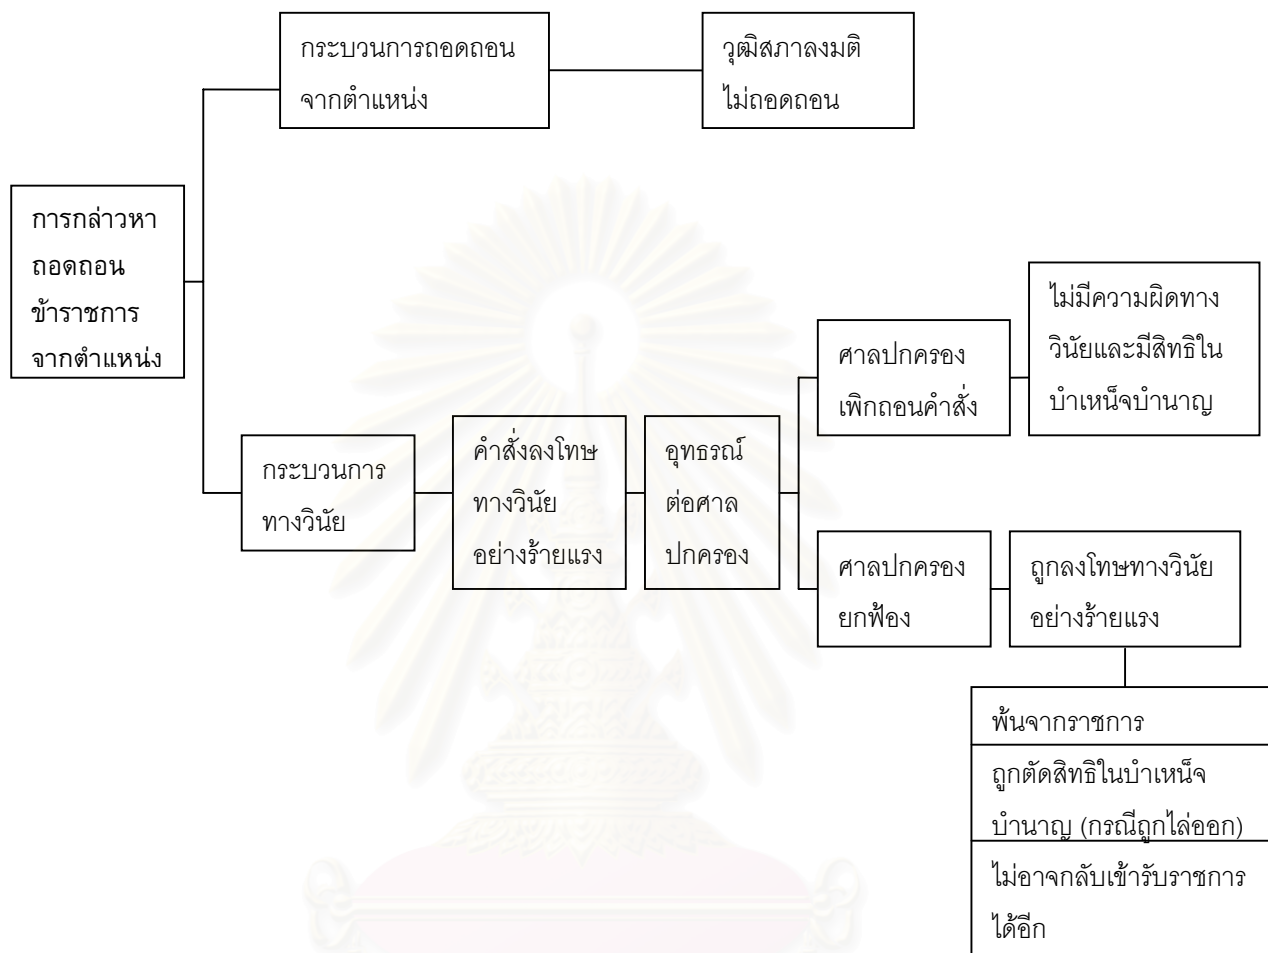 กระบวนการถอดถอน
จากตำแหน่ง
วุฒิสภาลงมติ
ไม่ถอดถอน
การกล่าวหา
ถอดถอน
ข้าราชการ
จากตำแหน่ง
กระบวนการ
ทางวินัย
คำสั่งลงโทษ
ทางวินัย
อย่างร้ายแรง
อุทธรณ์
ต่อศาล
ปกครอง
ศาลปกครอง
เพิกถอนคำสั่ง
ไม่มีความผิดทาง
วินัยและมีสิทธิใน
บำเหน็จบำนาญ
ศาลปกครอง
ยกฟ้อง
ถูกลงโทษทางวินัย
อย่างร้ายแรง
พ้นจากราชการ
ถูกตัดสิทธิในบำเหน็จ
บำนาญ (กรณีถูกไล่ออก)
ไม่อาจกลับเข้ารับราชการ
ได้อีก